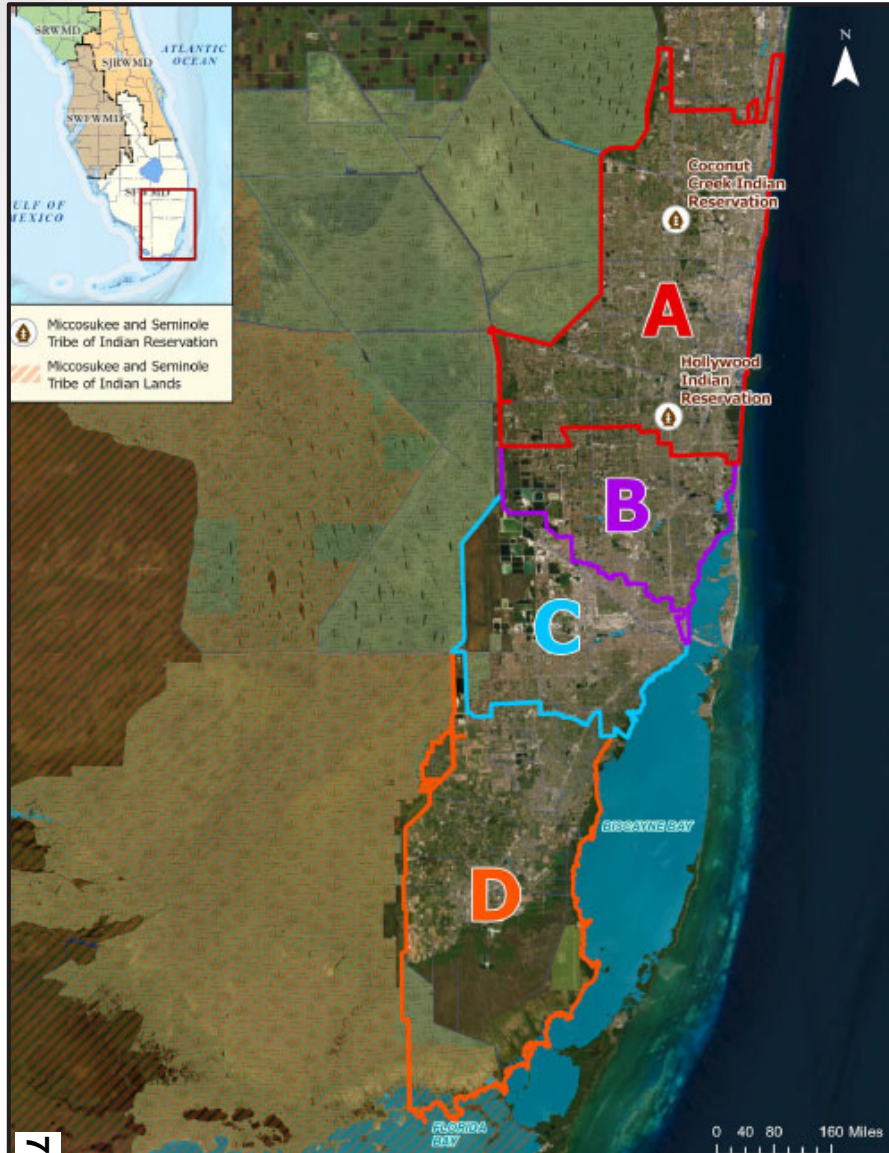 SRWMD
SJRWMD
ATLANTIC
OCEAN
SWFWMD
SFWMD
GULF OF
MEXICO
Miccosukee and Seminole
Tribe of Indian Reservation
Miccosukee and Seminole
Tribe of Indian Lands
N
Coconut
Creek Indian
Reservation
A
Hollywood
Indian
Reservation
B
C
BISCAYNE BAY
D
FLORIDA
BAY
0 40 80 160 Miles
7